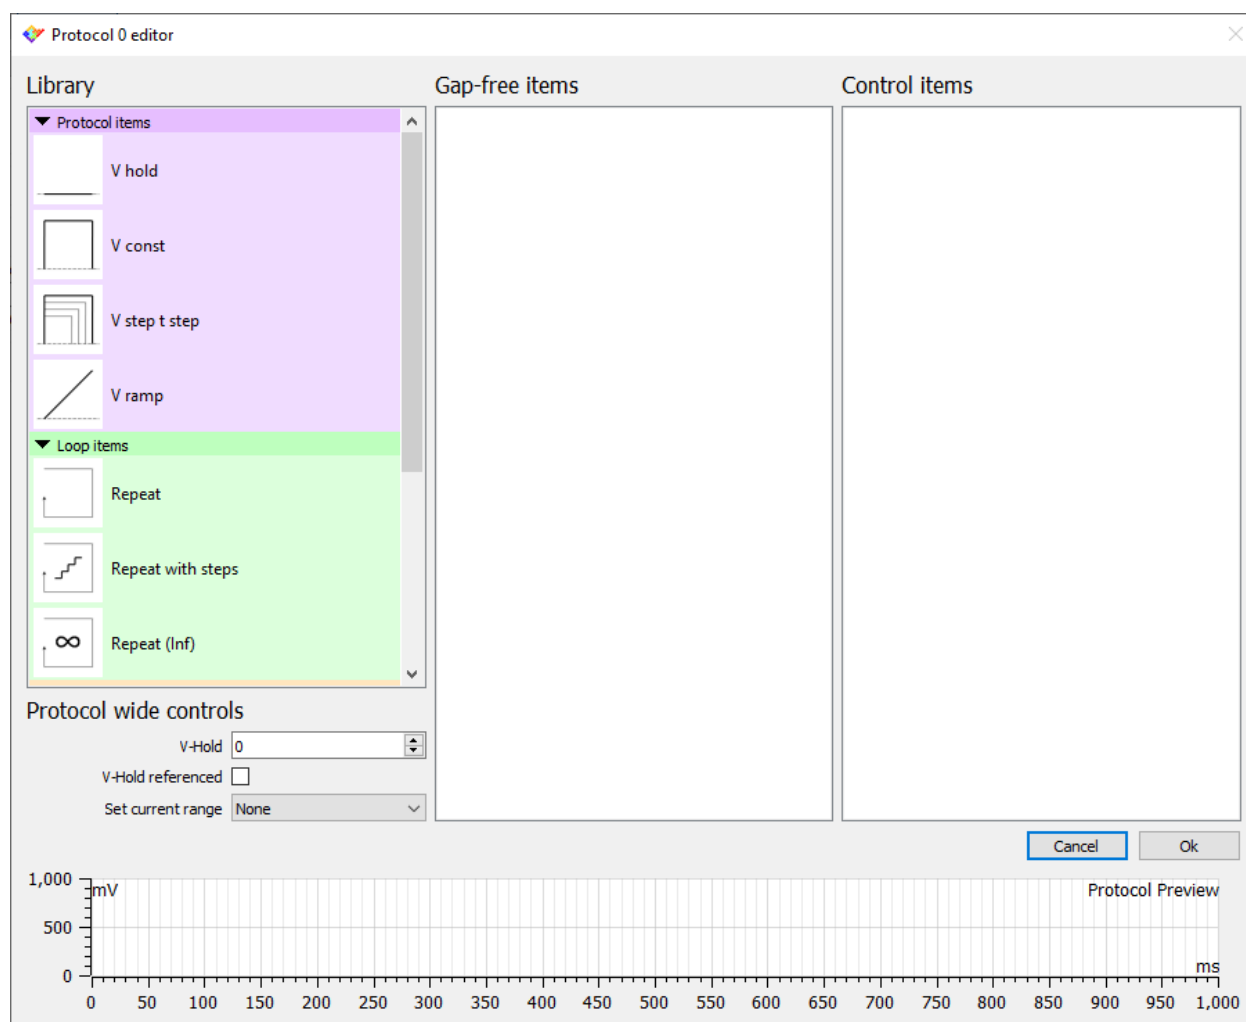 Protocol 0 editor
Library
Gap-free items
Control items
Protocol items
V hold
V const
V step t step
V ramp
Loop items
Repeat
Repeat with steps
Repeat (Inf)
Protocol wide controls
V-Hold 0
V-Hold referenced
Set current range None
Cancel Ok
1,000 mV Protocol Preview
500
0 ms
0 50 100 150 200 250 300 350 400 450 500 550 600 650 700 750 800 850 900 950 1,000